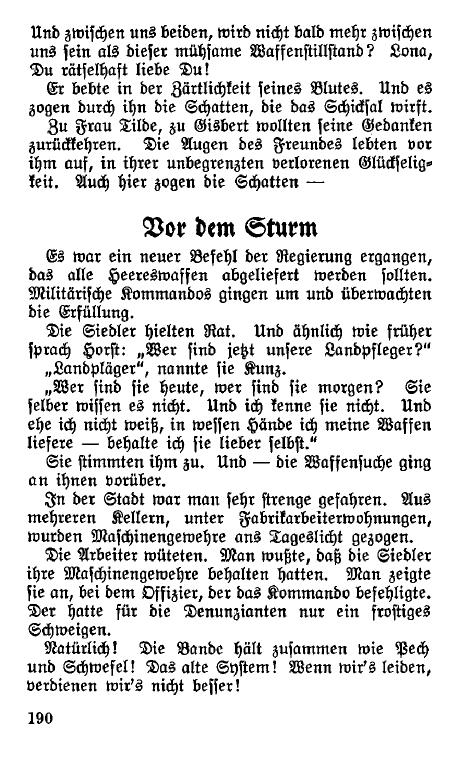 Und zwischen uns beiden, wird nicht bald mehr zwischen
uns sein als dieser mühsame Waffenstillstand? Lona,
Du rätselhaft liebe Du!
Er bebte in der Zärtlichkeit seines Blutes. Und es
zogen durch ihn die Schatten, die das Schicksal wirft.
Zu Frau Tilde, zu Gisbert wollten seine Gedanken
zurückkehren. Die Augen des Freundes lebten vor
ihm auf, in ihrer unbegrenzten verlorenen Glückselig-
keit. Auch hier zogen die Schatten —
Vor dem Sturm
Es war ein neuer Befehl der Regierung ergangen,
das alle Heereswaffen abgeliefert werden sollten.
Militärische Kommandos gingen um und überwachten
die Erfüllung.
Die Siedler hielten Rat. Und ähnlich wie früher
sprach Horst: „Wer sind jetzt unsere Landpfleger?"
„Landpläger", nannte sie Kunz.
„Wer sind sie heute, wer sind sie morgen? Sie
selber wissen es nicht. Und ich kenne sie nicht. Und
ehe ich nicht weiß, in wessen Hände ich meine Waffen
liefere — behalte ich sie lieber selbst."
Sie stimmten ihm zu. Und — die Waffensuche ging
an ihnen vorüber.
In der Stadt war man sehr strenge gefahren. Aus
mehreren Kellern, unter Fabrikarbeiterwohnungen,
wurden Maschinengewehre ans Tageslicht gezogen.
Die Arbeiter wüteten. Man wußte, daß die Siedler
ihre Maschinengewehre behalten hatten. Man zeigte
sie an, bei dem Offizier, der das Kommando befehligte.
Der hatte für die Denunzianten nur ein frostiges
Schweigen.
Natürlich! Die Bande hält zusammen wie Pech
und Schwefel! Das alte System! Wenn wir's leiden,
verdienen wir's nicht besser!
190